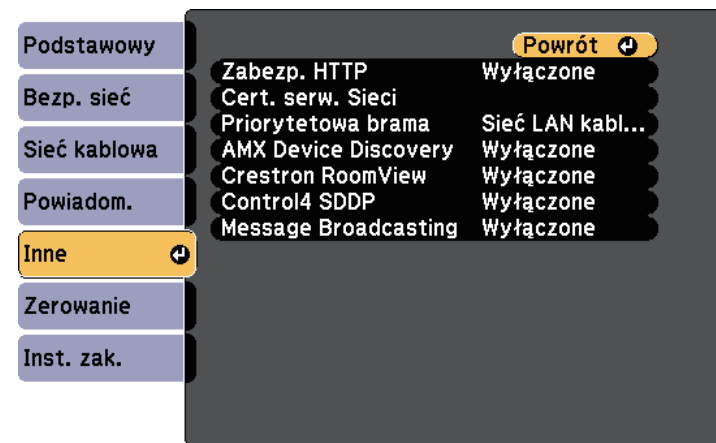 Podstawowy
Bezp. sieć
Sieć kablowa
Powiadom.
Inne
Zerowanie
Inst. zak.
Powrót
Zabezp. HTTP Wyłączone
Cert. serw. Sieci
Priorytetowa brama Sieć LAN kabl...
AMX Device Discovery Wyłączone
Crestron RoomView Wyłączone
Control4 SDDP Wyłączone
Message Broadcasting Wyłączone